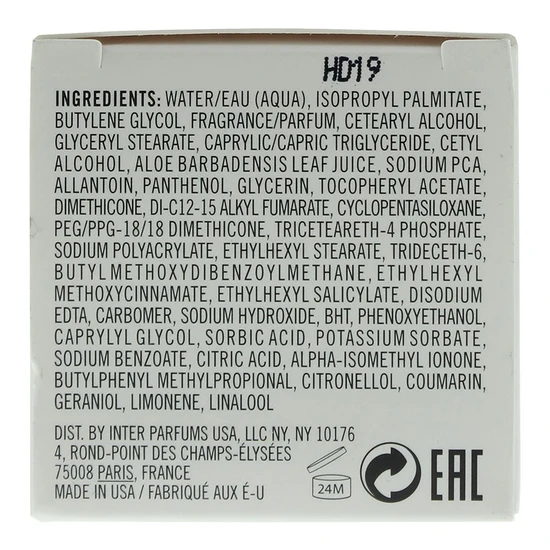 HD19
INGREDIENTS: WATER/EAU (AQUA), ISOPROPYL PALMITATE,
BUTYLENE GLYCOL, FRAGRANCE/PARFUM, CETEARYL ALCOHOL,
GLYCERYL STEARATE, CAPRYLIC/CAPRIC TRIGLYCERIDE, CETYL
ALCOHOL, ALOE BARBADENSIS LEAF JUICE, SODIUM PCA,
ALLANTOIN, PANTHENOL, GLYCERIN, TOCOPHERYL ACETATE,
DIMETHICONE, DI-C12-15 ALKYL FUMARATE, CYCLOPENTASILOXANE,
PEG/PPG-18/18 DIMETHICONE, TRICETEARETH-4 PHOSPHATE,
SODIUM POLYACRYLATE, ETHYLHEXYL STEARATE, TRIDECETH-6,
BUTYL METHOXYDIBENZOYLMETHANE, ETHYLHEXYL
METHOXYCINNAMATE, ETHYLHEXYL SALICYLATE, DISODIUM
EDTA, CARBOMER, SODIUM HYDROXIDE, BHT, PHENOXYETHANOL,
CAPRYLYL GLYCOL, SORBIC ACID, POTASSIUM SORBATE,
SODIUM BENZOATE, CITRIC ACID, ALPHA-ISOMETHYL IONONE,
BUTYLPHENYL METHYLPROPIONAL, CITRONELLOL, COUMARIN,
GERANIOL, LIMONENE, LINALOOL
DIST. BY INTER PARFUMS USA, LLC NY, NY 10176
4, ROND-POINT DES CHAMPS-ÉLYSÉES
75008 PARIS, FRANCE
MADE IN USA / FABRIQUÉ AUX É-U
24M
EAC